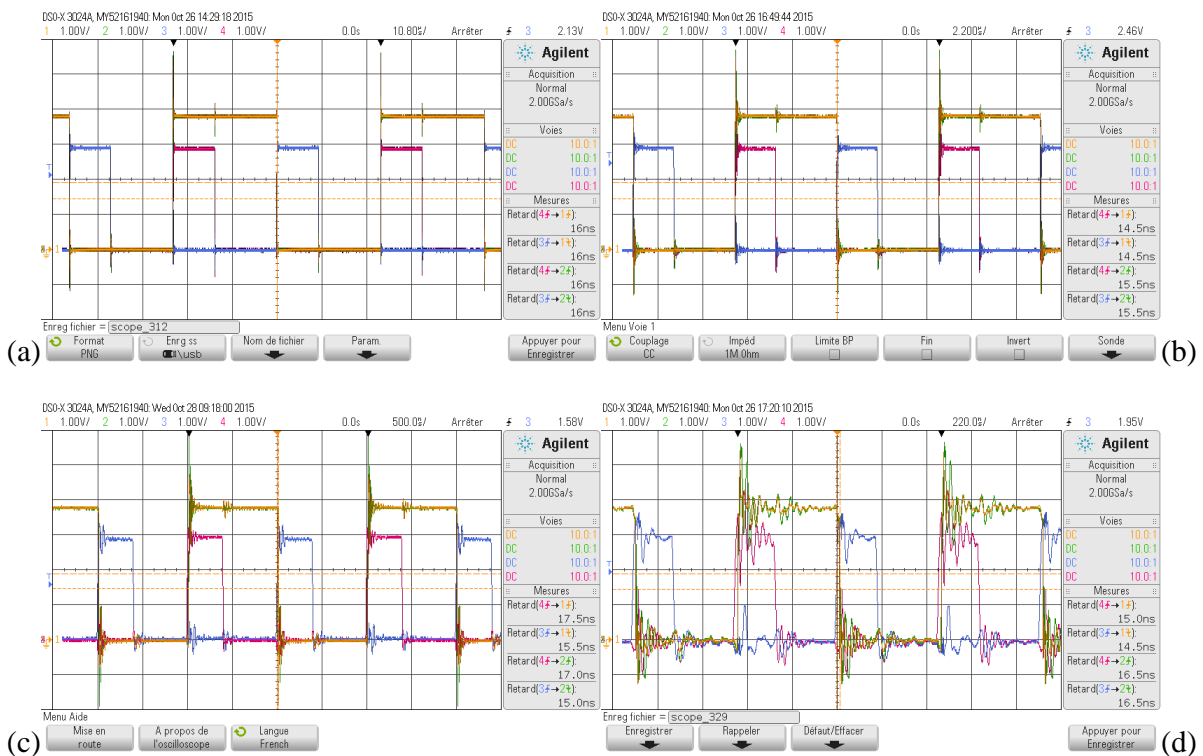 DSO-X 3024A, MY52161940: Mon Oct 26 14:29:18 2015
1 1.00V/ 2 1.00V/ 3 1.00V/ 4 1.00V/ 0.0s 10.80%/ Arrêter 3 2.13V
Agilent
Acquisition
Normal
2.00GSa/s
Voies
DC 10.0:1
DC 10.0:1
DC 10.0:1
DC 10.0:1
Mesures
Retard(4→1):
16ns
Retard(3→1):
16ns
Retard(4→2):
16ns
Retard(3→2):
16ns
T
1
Enreg fichier = scope_312
Format
PNG
Enrg ss
\usb
Nom de fichier
Param.
Appuyer pour
Enregistrer
(a)
DSO-X 3024A, MY52161940: Mon Oct 26 16:49:44 2015
1 1.00V/ 2 1.00V/ 3 1.00V/ 4 1.00V/ 0.0s 2.200%/ Arrêter 3 2.46V
Agilent
Acquisition
Normal
2.00GSa/s
Voies
DC 10.0:1
DC 10.0:1
DC 10.0:1
DC 10.0:1
Mesures
Retard(4→1):
14.5ns
Retard(3→1):
14.5ns
Retard(4→2):
15.5ns
Retard(3→2):
15.5ns
T
1
Menu Voie 1
Couplage
CC
Impéd
1M Ohm
Limite BP
Fin
Invert
Sonde
(b)
DSO-X 3024A, MY52161940: Wed Oct 28 09:18:00 2015
1 1.00V/ 2 1.00V/ 3 1.00V/ 4 1.00V/ 0.0s 500.0%/ Arrêter 3 1.58V
Agilent
Acquisition
Normal
2.00GSa/s
Voies
DC 10.0:1
DC 10.0:1
DC 10.0:1
DC 10.0:1
Mesures
Retard(4→1):
17.5ns
Retard(3→1):
15.5ns
Retard(4→2):
17.0ns
Retard(3→2):
15.0ns
T
1
Menu Aide
Mise en
route
A propos de
l'oscilloscope
Langue
French
(c)
DSO-X 3024A, MY52161940: Mon Oct 26 17:20:10 2015
1 1.00V/ 2 1.00V/ 3 1.00V/ 4 1.00V/ 0.0s 220.0%/ Arrêter 3 1.95V
Agilent
Acquisition
Normal
2.00GSa/s
Voies
DC 10.0:1
DC 10.0:1
DC 10.0:1
DC 10.0:1
Mesures
Retard(4→1):
15.0ns
Retard(3→1):
14.5ns
Retard(4→2):
16.5ns
Retard(3→2):
16.5ns
T
1
Enreg fichier = scope_329
Enregistrer
Rappeler
Défaut/Effacer
Appuyer pour
Enregistrer
(d)